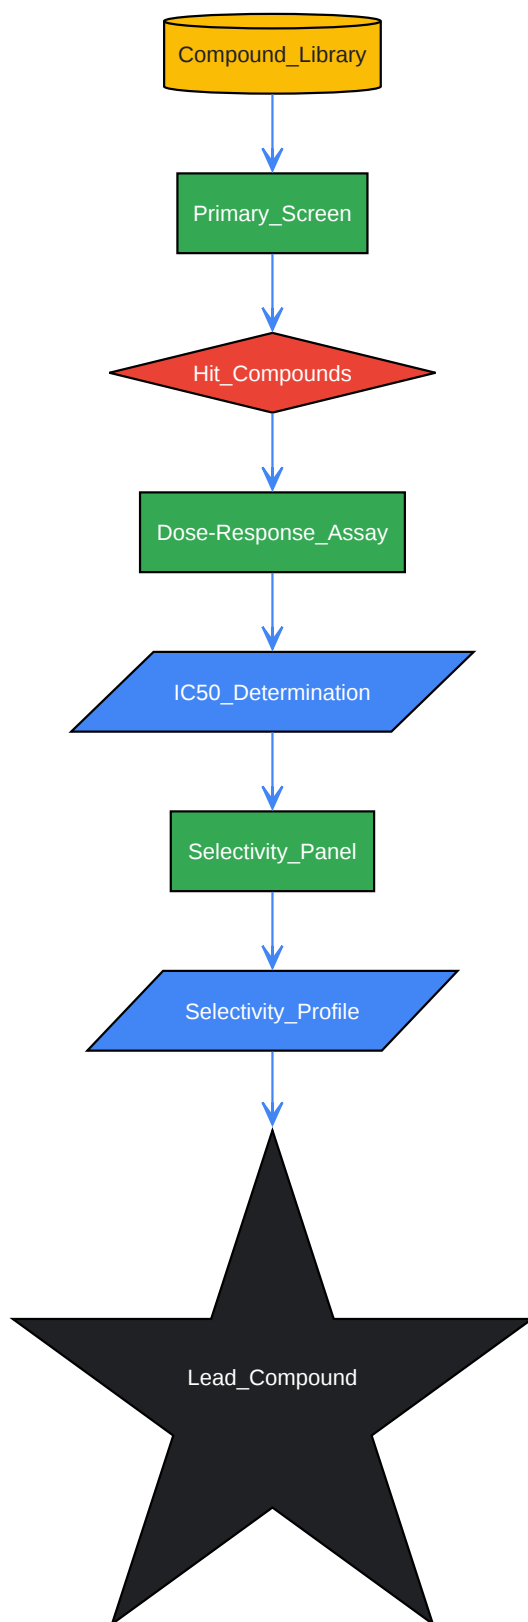 Compound_Library
Primary_Screen
Hit_Compounds
Dose-Response_Assay
IC50_Determination
Selectivity_Panel
Selectivity_Profile
Lead_Compound